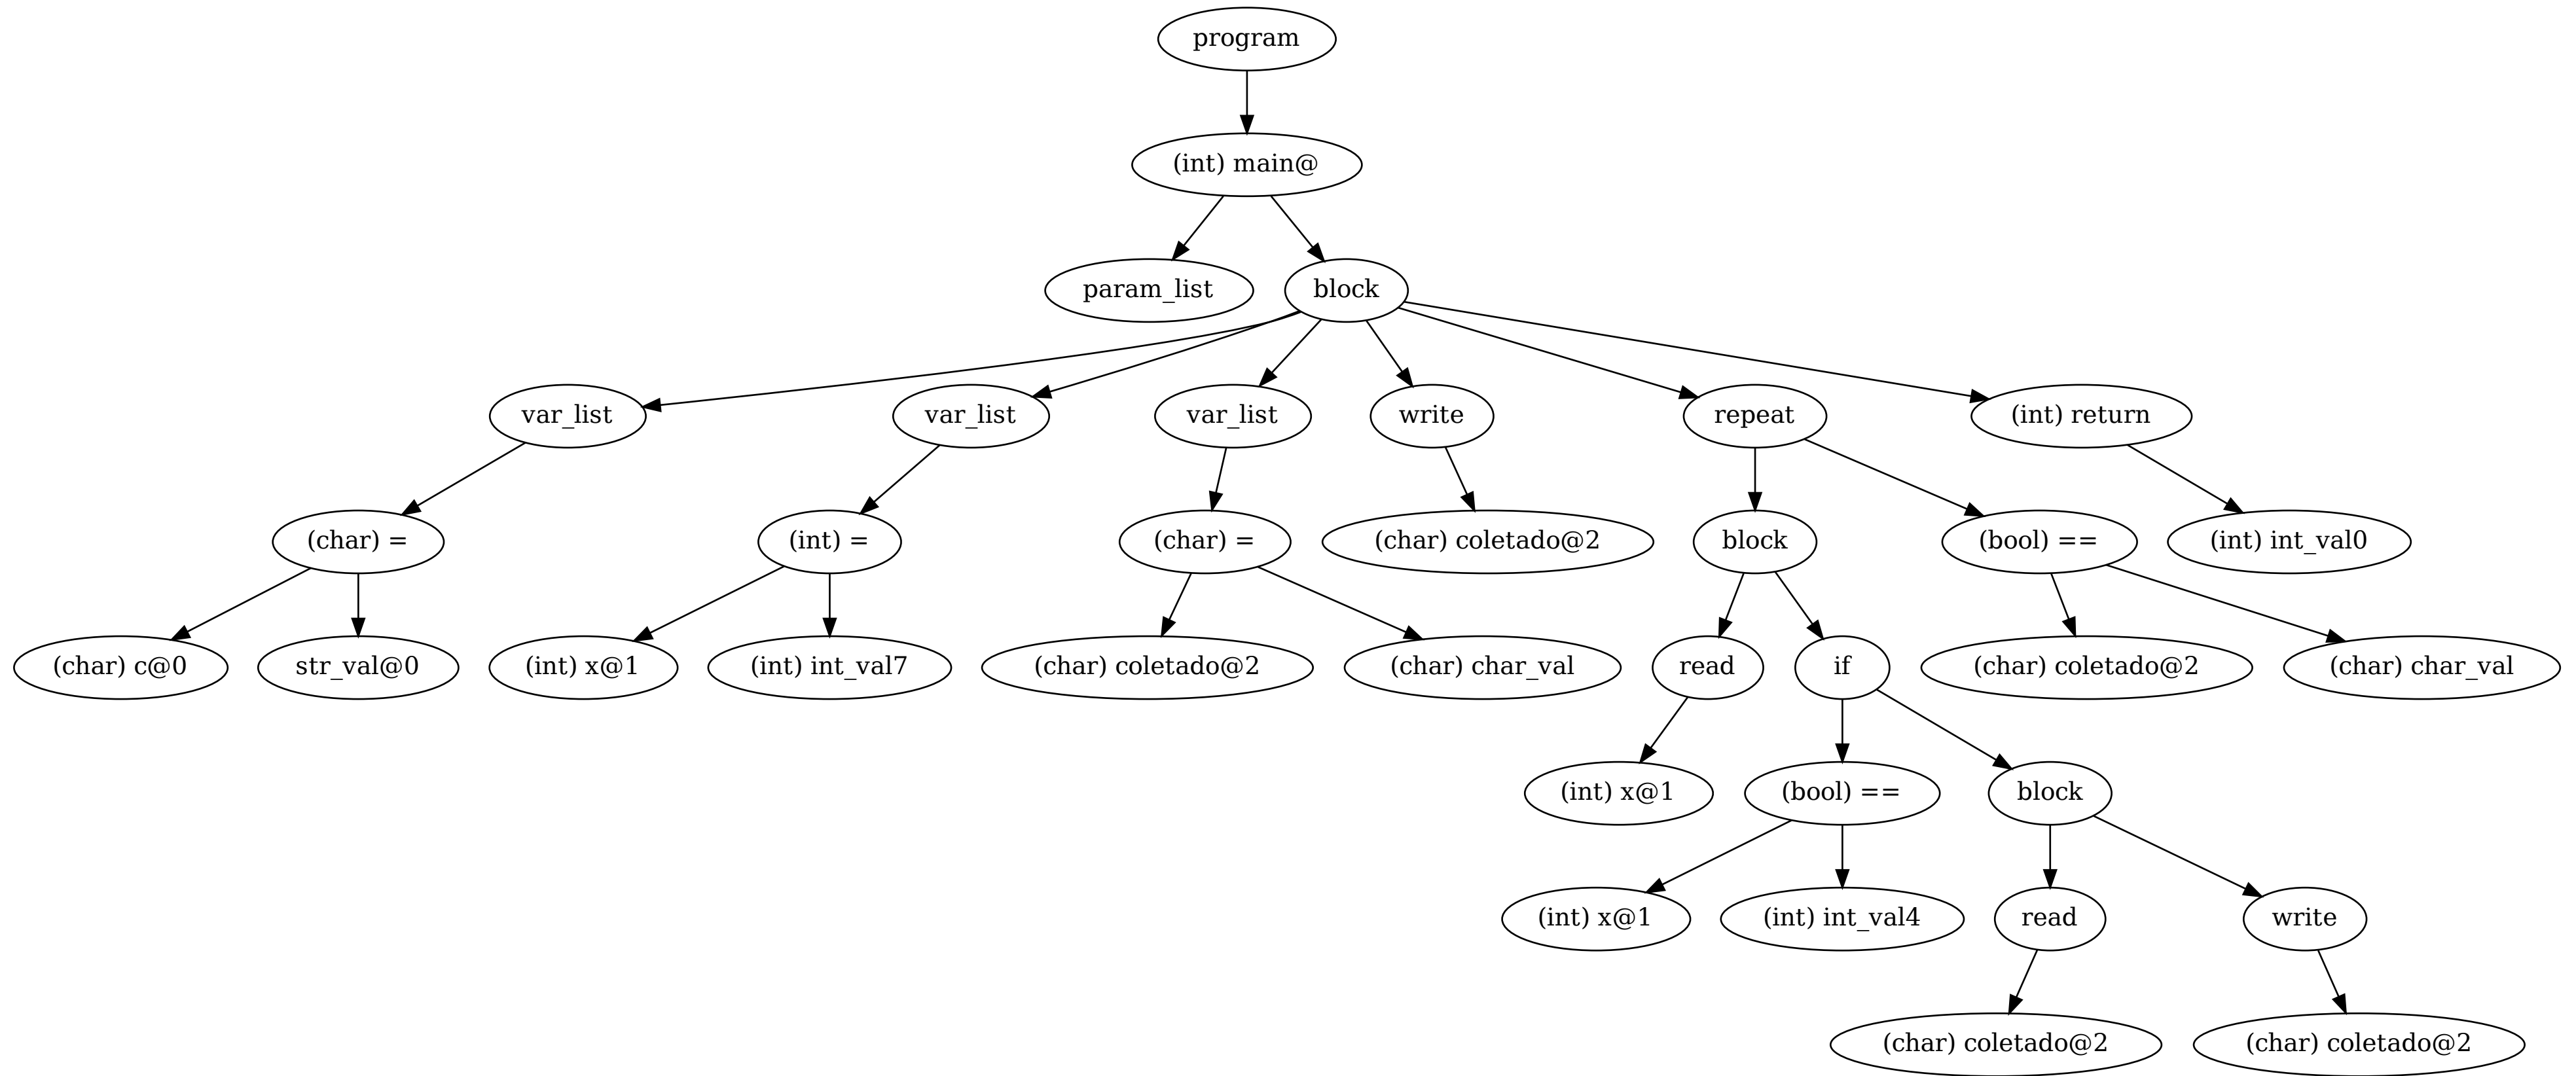 program
(int) main@
param_list
block
var_list
var_list
var_list
write
repeat
(int) return
(char) =
(int) =
(char) =
(char) coletado@2
block
(bool) ==
(int) int_val0
(char) c@0
str_val@0
(int) x@1
(int) int_val7
(char) coletado@2
(char) char_val
read
if
(char) coletado@2
(char) char_val
(int) x@1
(bool) ==
block
(int) x@1
(int) int_val4
read
write
(char) coletado@2
(char) coletado@2